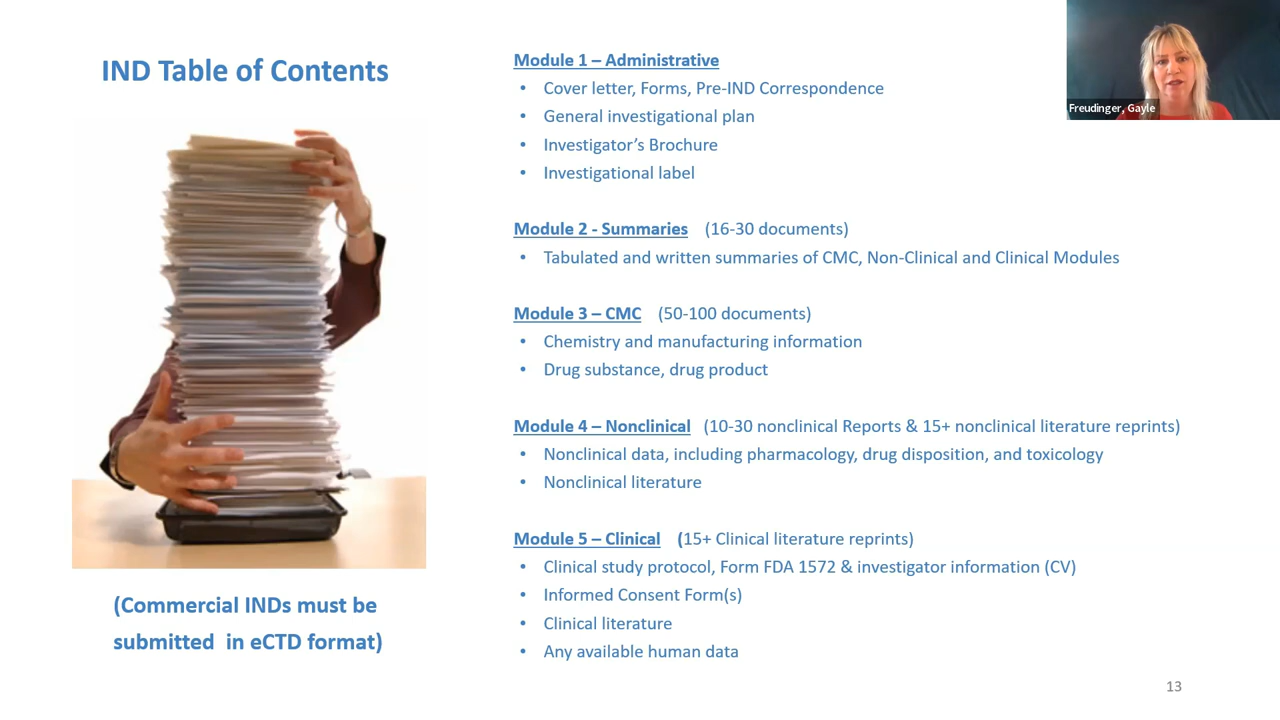 IND Table of Contents
(Commercial INDs must be
submitted in eCTD format)
Module 1 – Administrative
• Cover letter, Forms, Pre-IND Correspondence
• General investigational plan
• Investigator’s Brochure
• Investigational label
Module 2 - Summaries (16-30 documents)
• Tabulated and written summaries of CMC, Non-Clinical and Clinical Modules
Module 3 – CMC (50-100 documents)
• Chemistry and manufacturing information
• Drug substance, drug product
Module 4 – Nonclinical (10-30 nonclinical Reports & 15+ nonclinical literature reprints)
• Nonclinical data, including pharmacology, drug disposition, and toxicology
• Nonclinical literature
Module 5 – Clinical (15+ Clinical literature reprints)
• Clinical study protocol, Form FDA 1572 & investigator information (CV)
• Informed Consent Form(s)
• Clinical literature
• Any available human data
Freudinger, Gayle
13